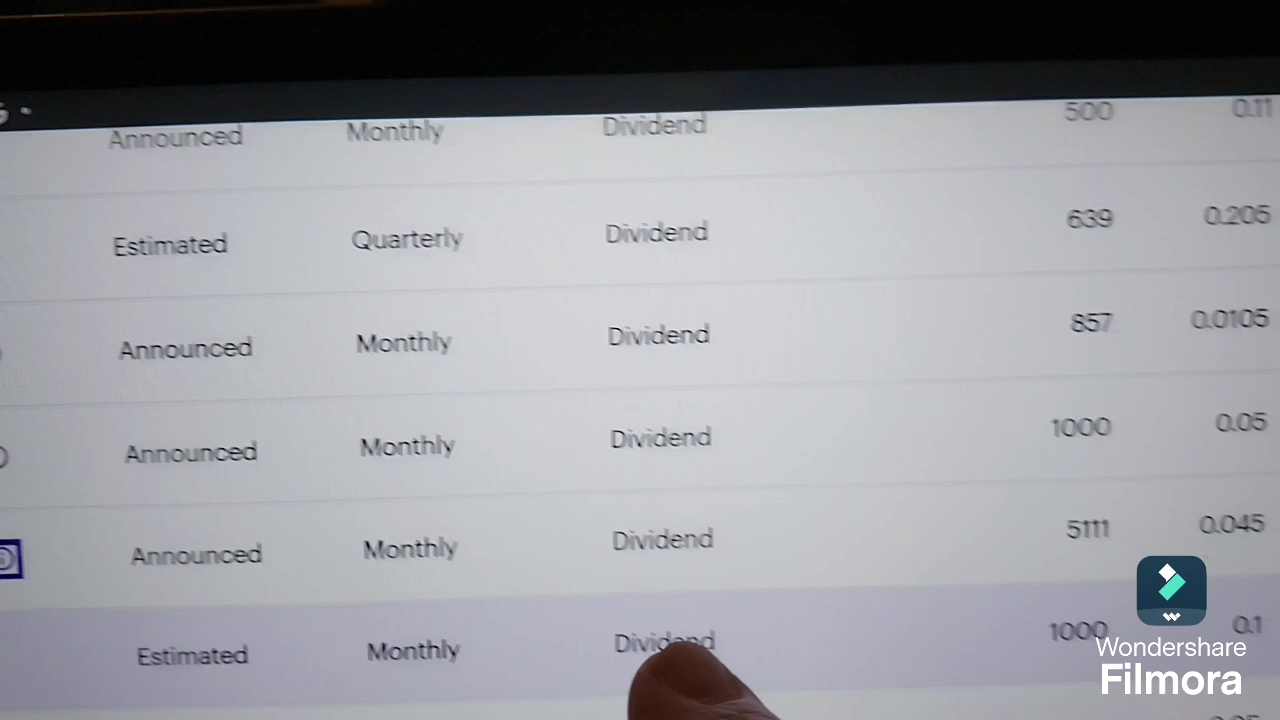 Announced Monthly Dividend 500 0.11
Estimated Quarterly Dividend 639 0.205
Announced Monthly Dividend 857 0.0105
Announced Monthly Dividend 1000 0.05
Announced Monthly Dividend 5111 0.045
Estimated Monthly Dividend 1000 0.1
Wondershare
Filmora